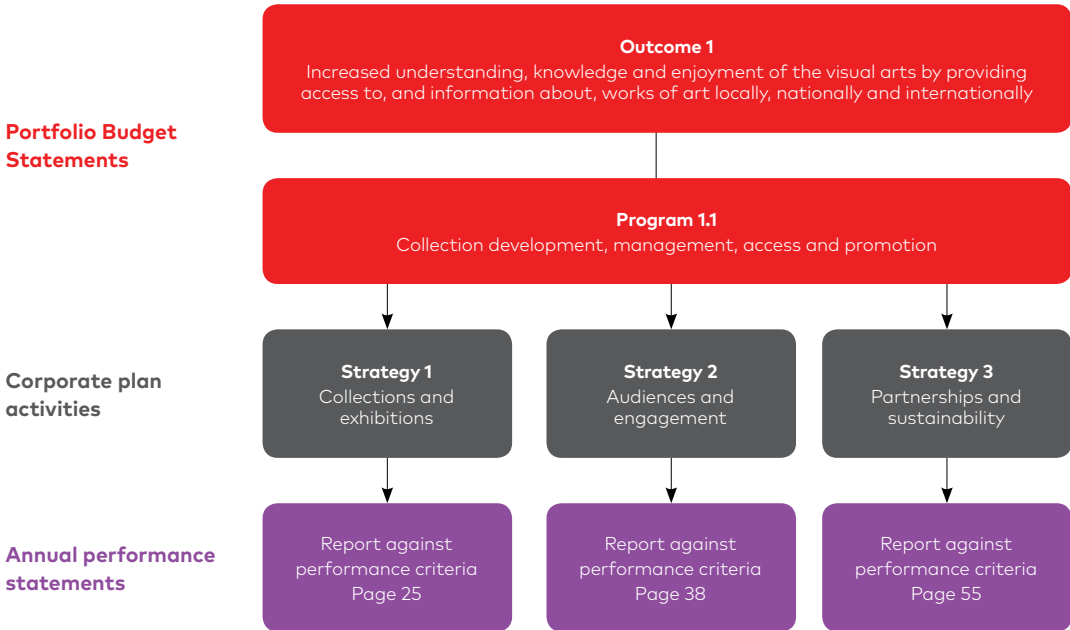 Outcome 1
Increased understanding, knowledge and enjoyment of the visual arts by providing
access to, and information about, works of art locally, nationally and internationally
Portfolio Budget
Statements
Program 1.1
Collection development, management, access and promotion
Corporate plan
activities
Strategy 1
Collections and
exhibitions
Strategy 2
Audiences and
engagement
Strategy 3
Partnerships and
sustainability
Annual performance
statements
Report against
performance criteria
Page 25
Report against
performance criteria
Page 38
Report against
performance criteria
Page 55